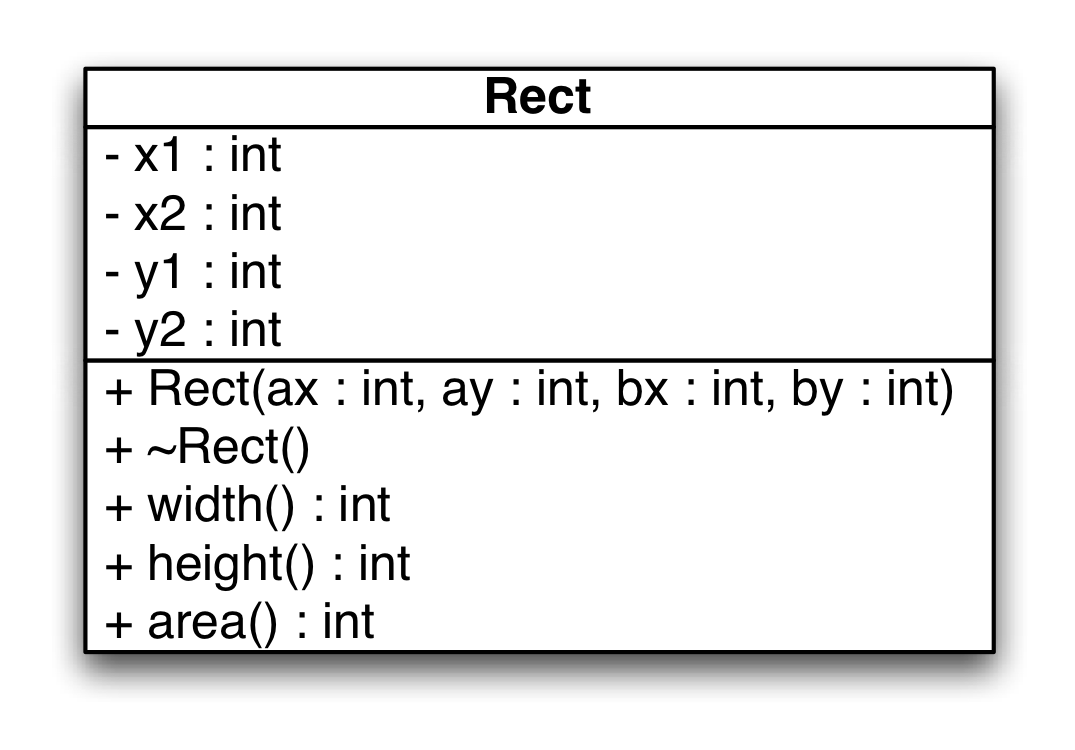 Rect
- x1 : int
- x2 : int
- y1 : int
- y2 : int
+ Rect(ax : int, ay : int, bx : int, by : int)
+ ~Rect()
+ width() : int
+ height() : int
+ area() : int